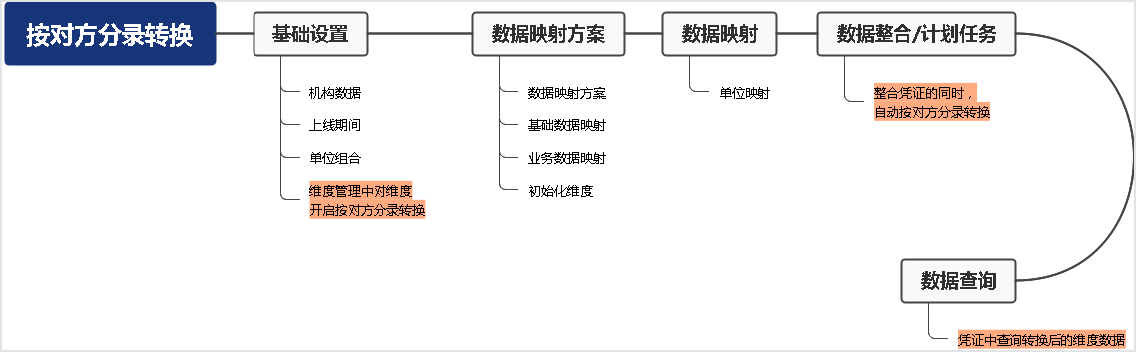 按对方分录转换
基础设置
数据映射方案
数据映射
数据整合/计划任务
机构数据
上线期间
单位组合
维度管理中对维度
开启按对方分录转换
数据映射方案
基础数据映射
业务数据映射
初始化维度
单位映射
整合凭证的同时，
自动按对方分录转换
数据查询
凭证中查询转换后的维度数据